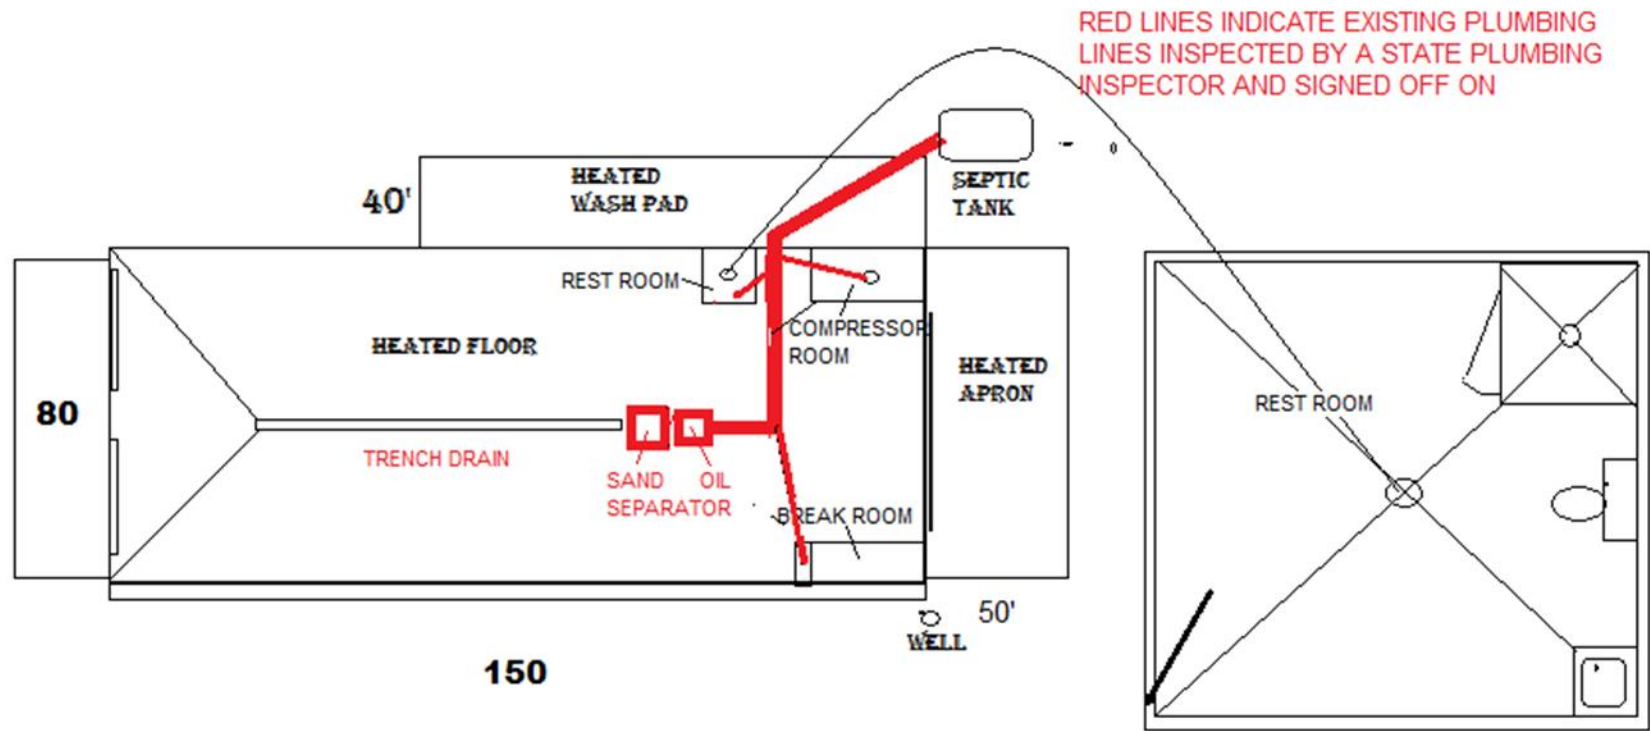 RED LINES INDICATE EXISTING PLUMBING
LINES INSPECTED BY A STATE PLUMBING
INSPECTOR AND SIGNED OFF ON
HEATED
WASH PAD
40'
SEPTIC
TANK
REST ROOM
COMPRESSOR
ROOM
HEATED FLOOR
HEATED
APRON
80
REST ROOM
TRENCH DRAIN
SAND OIL
SEPARATOR
BREAK ROOM
50'
WELL
150